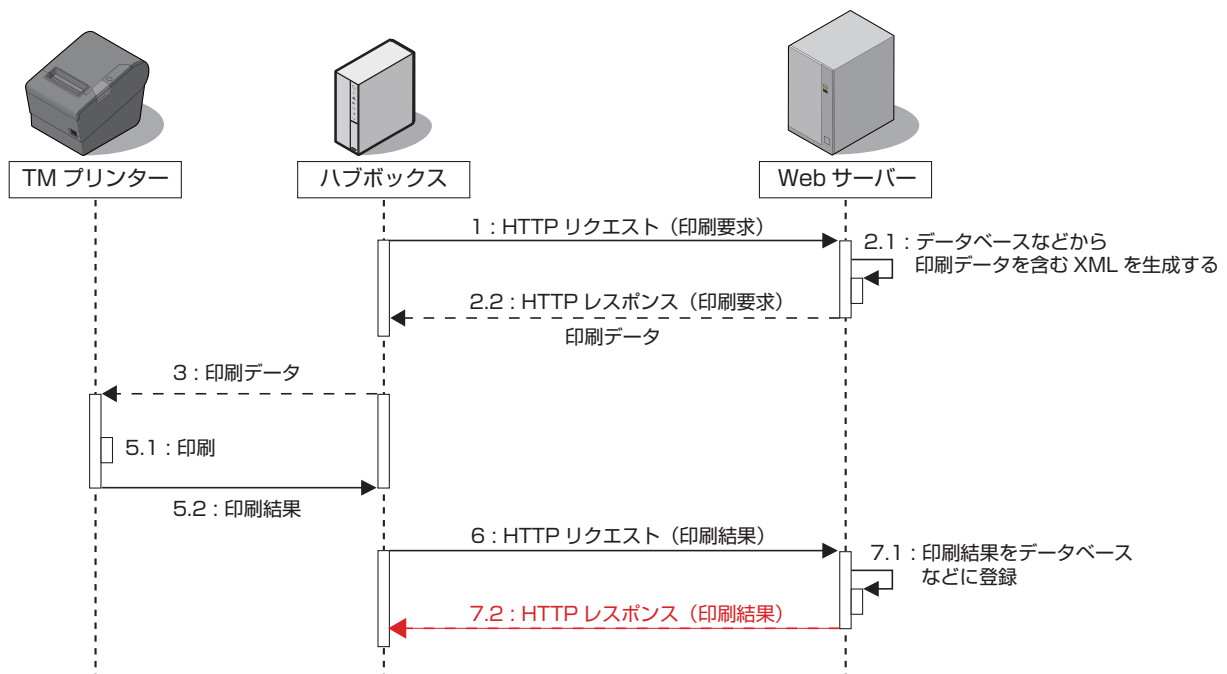 TM プリンター
ハブボックス
Web サーバー
1 : HTTP リクエスト（印刷要求）
2.1 : データベースなどから
印刷データを含む XML を生成する
2.2 : HTTP レスポンス（印刷要求）
印刷データ
3 : 印刷データ
5.1 : 印刷
5.2 : 印刷結果
6 : HTTP リクエスト（印刷結果）
7.1 : 印刷結果をデータベース
などに登録
7.2 : HTTP レスポンス（印刷結果）